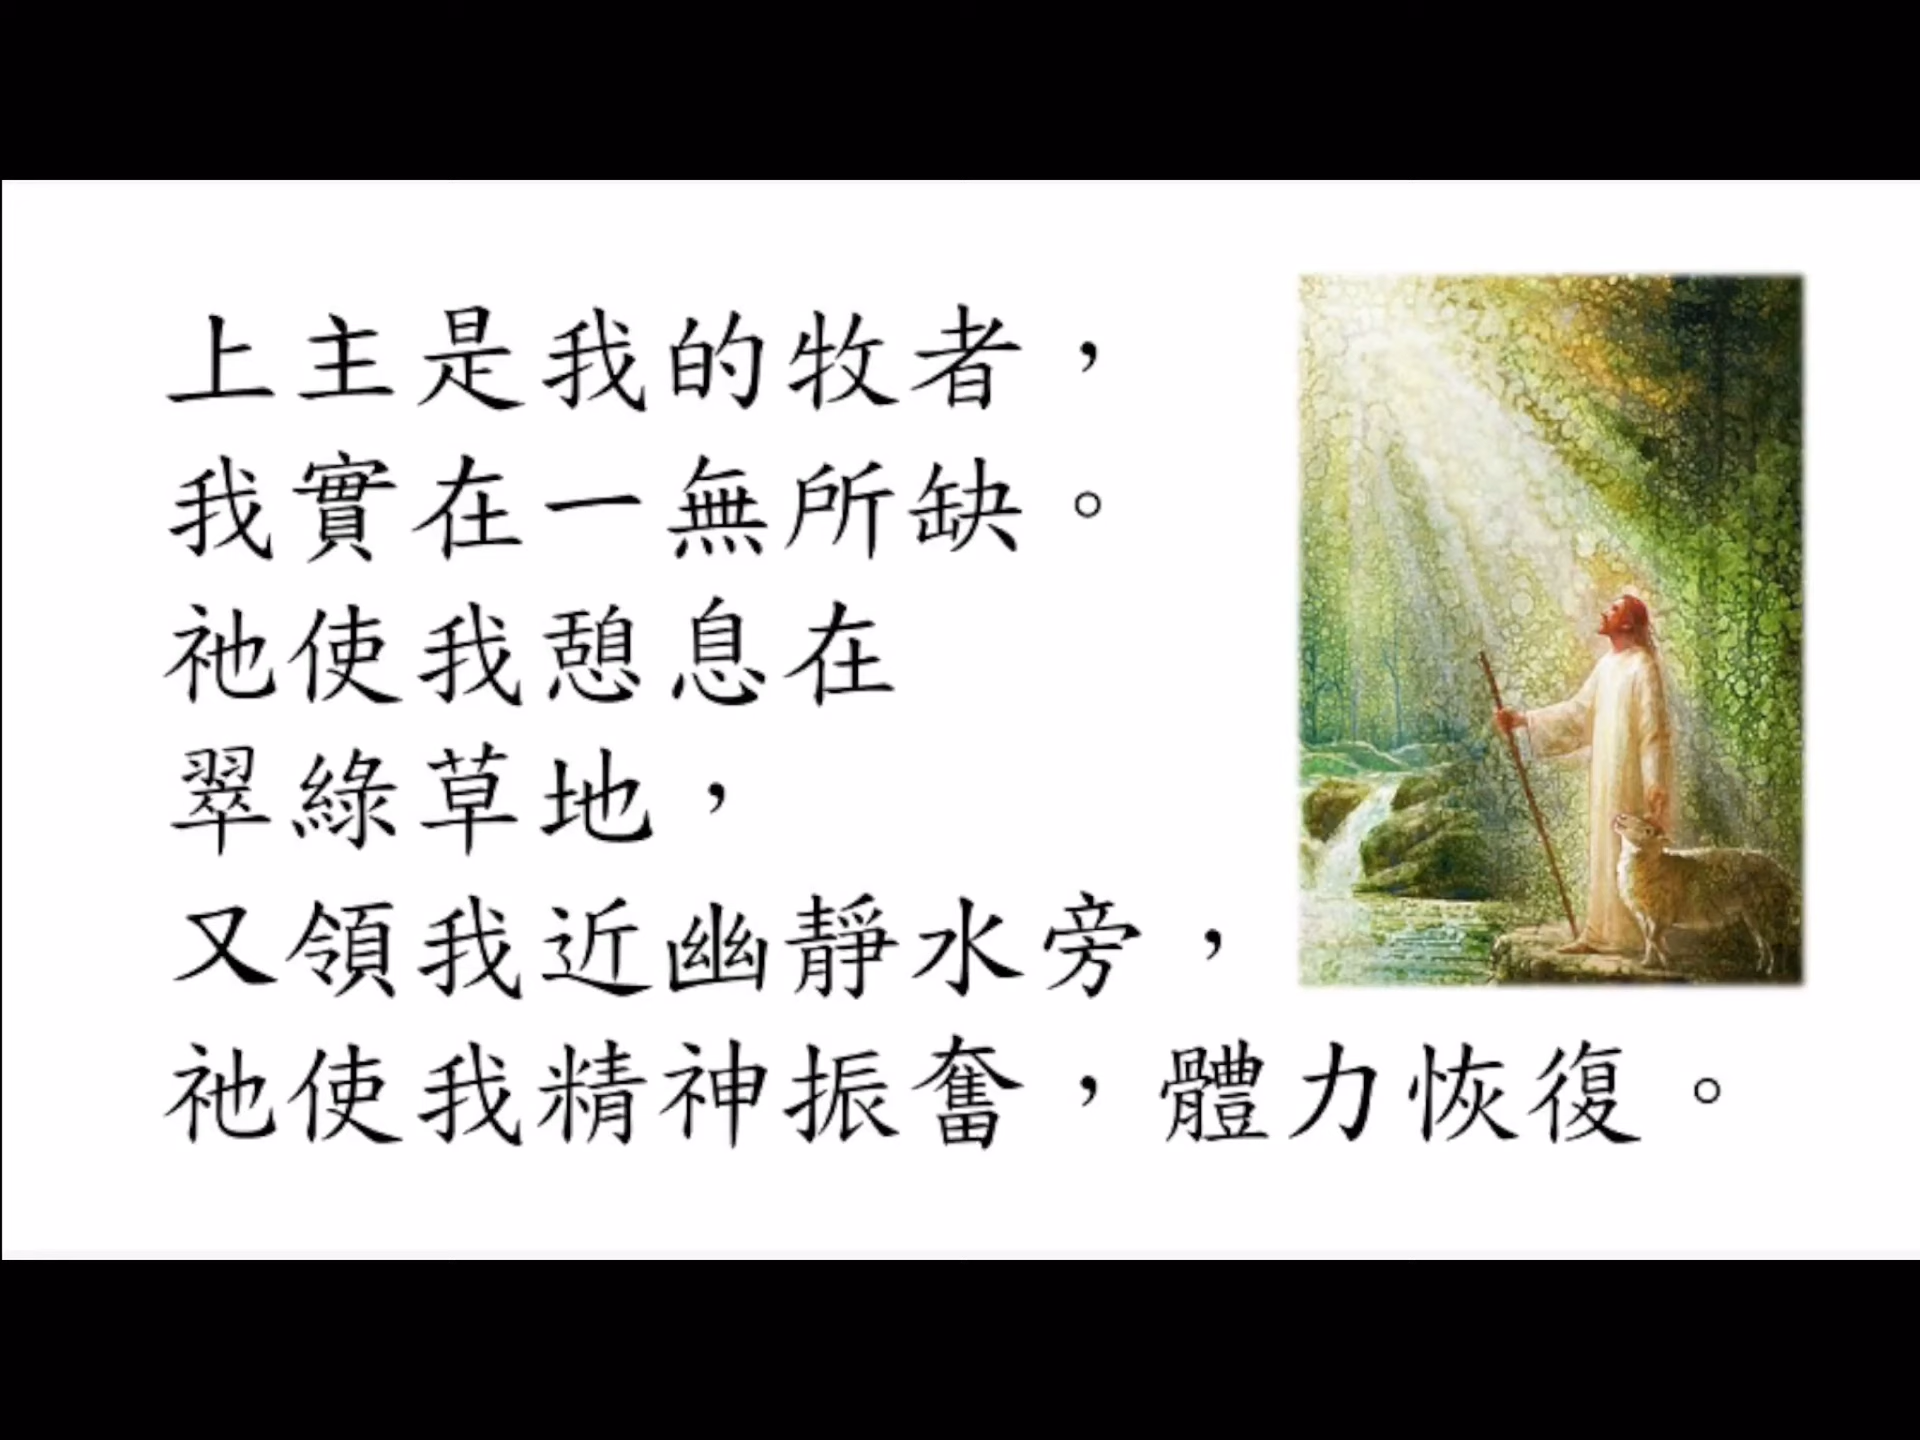 上主是我的牧者，
我實在一無所缺。
祂使我憩息在
翠綠草地，
又領我近幽靜水旁，
祂使我精神振奮，體力恢復。